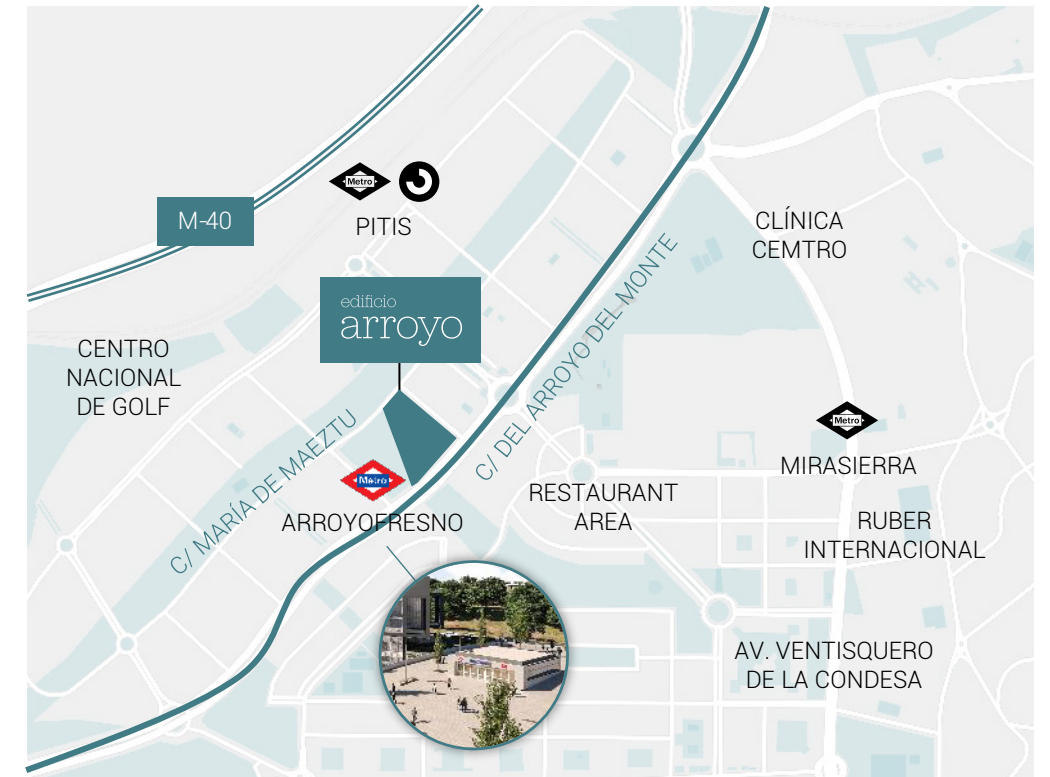 Metro
PITIS
M-40
CLÍNICA
CEMTRO
edificio
arroyo
CENTRO
NACIONAL
DE GOLF
C/ DEL ARROYO DEL MONTE
C/ MARÍA DE MAEZTU
Metro
MIRASIERRA
Metro
ARROYOFRESNO
RESTAURANT
AREA
RUBER
INTERNACIONAL
AV. VENTISQUERO
DE LA CONDESA